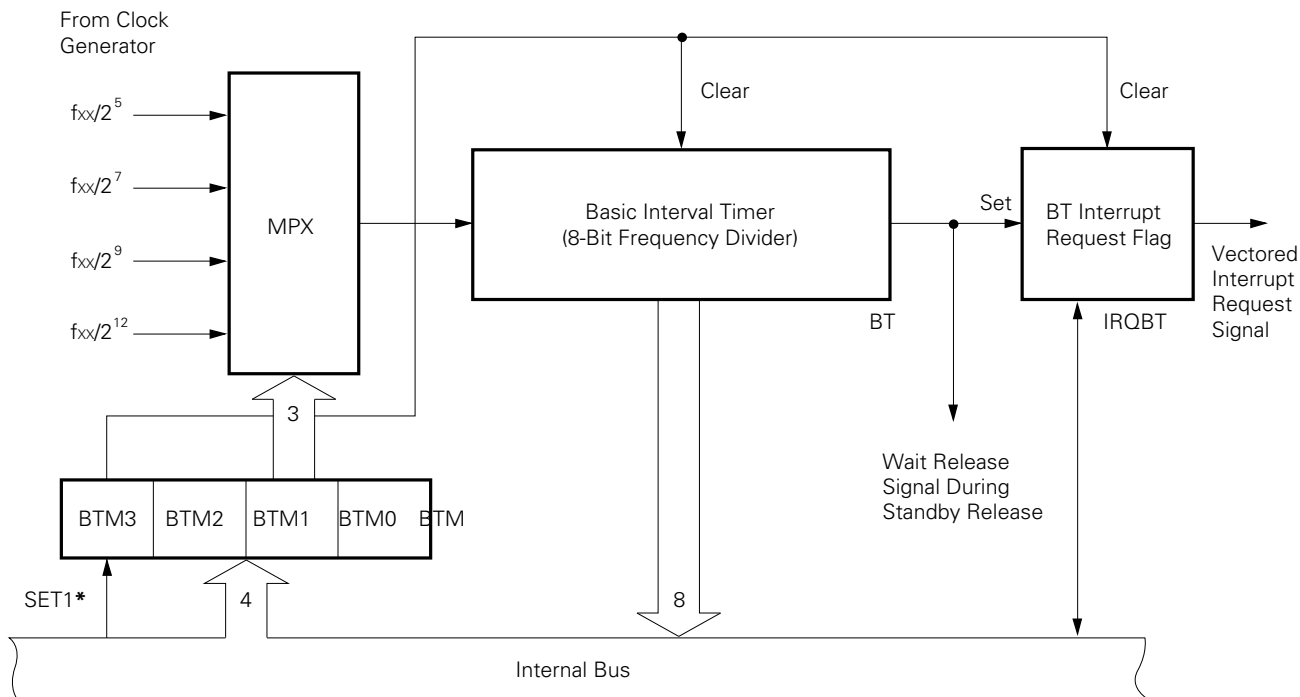 From Clock
Generator
fxx/2^5
fxx/2^7
fxx/2^9
fxx/2^12
MPX
3
Clear
Clear
Basic Interval Timer
(8-Bit Frequency Divider)
BT
Set
BT Interrupt
Request Flag
IRQBT
Vectored
Interrupt
Request
Signal
Wait Release
Signal During
Standby Release
BTM3
BTM2
BTM1
BTM0
BTM
SET1*
4
8
Internal Bus